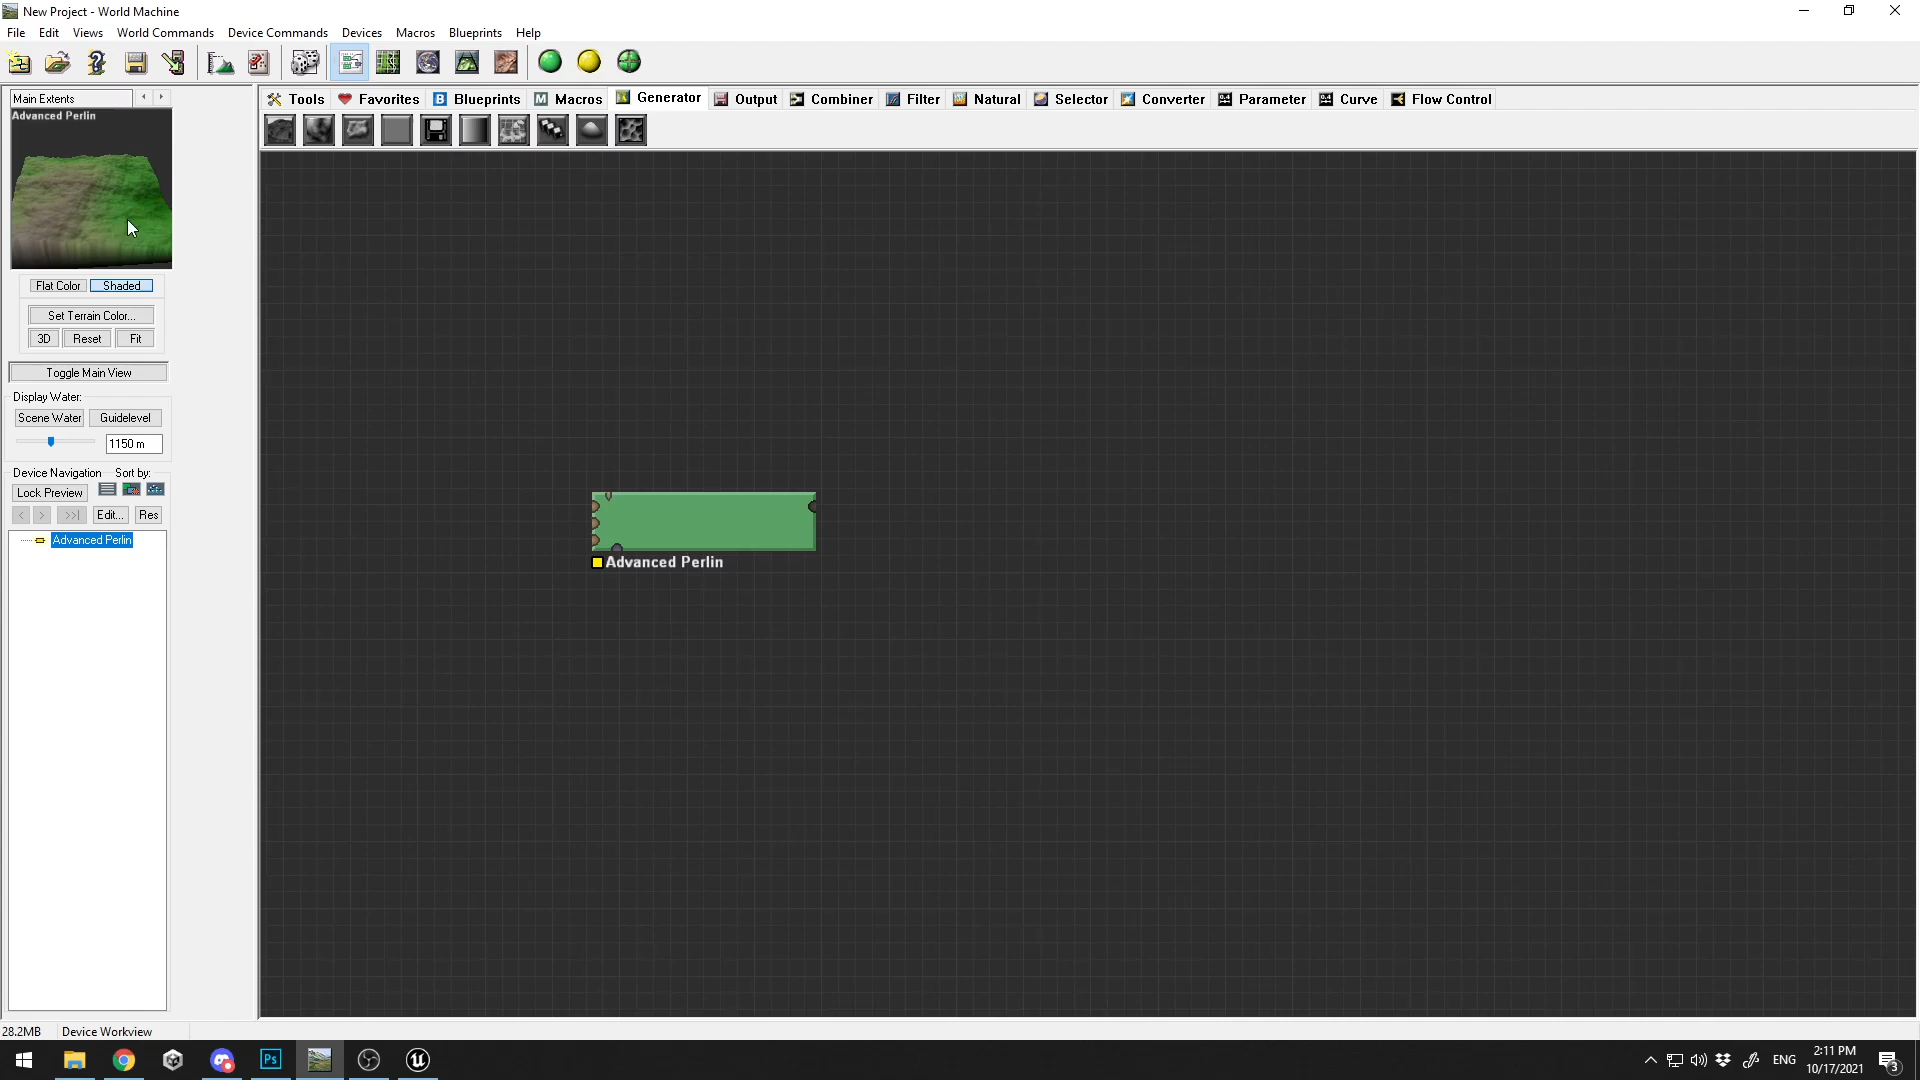 New Project - World Machine
File Edit Views World Commands Device Commands Devices Macros Blueprints Help
Main Extents
Tools Favorites Blueprints Macros Generator Output Combiner Filter Natural Selector Converter Parameter Curve Flow Control
Advanced Perlin
Flat Color Shaded
Set Terrain Color...
3D Reset Fit
Toggle Main View
Display Water:
Scene Water Guidelevel
1150 m
Device Navigation Sort by:
Lock Preview
< > >>| Edit... Res
Advanced Perlin
Advanced Perlin
28.2MB Device Workview
Ps
ENG
2:11 PM
10/17/2021
3